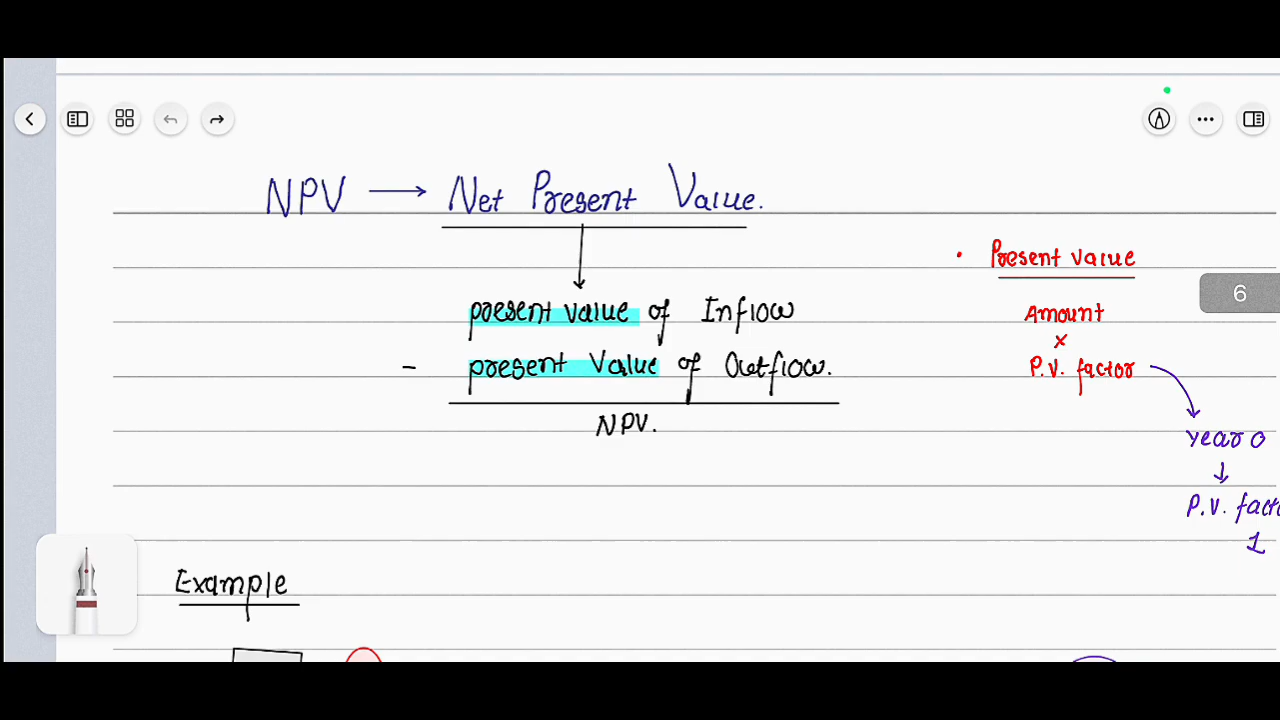 NPV → Net Present Value.
present value of Inflow
- present Value of Outflow.
NPV.
• Present value
Amount
×
P.V. factor
6
Year 0
↓
P.V.
1
Example